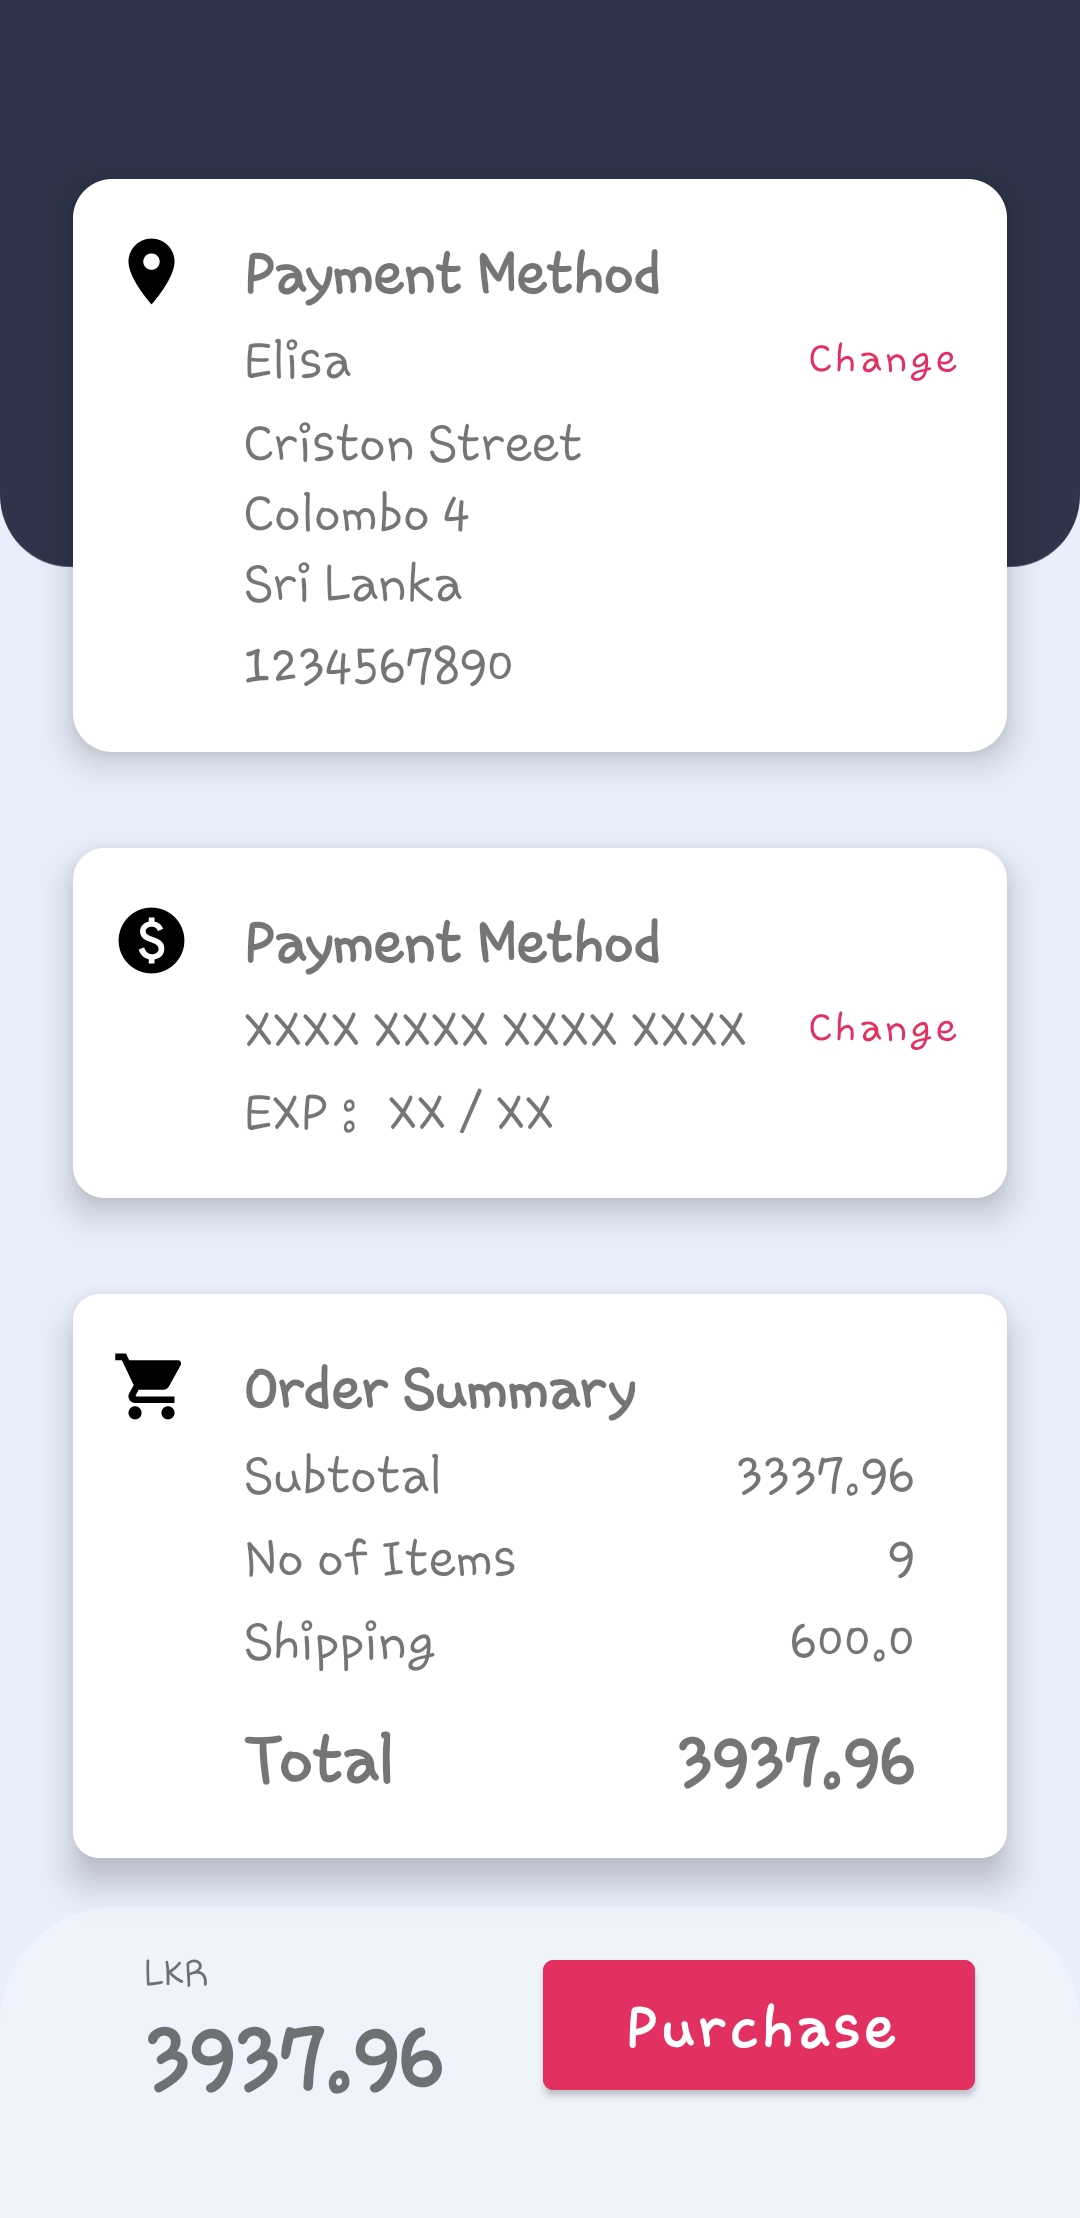 Payment Method
Elisa
Change
Criston Street
Colombo 4
Sri Lanka
1234567890
Payment Method
XXXX XXXX XXXX XXXX
Change
EXP : XX / XX
Order Summary
Subtotal 3337.96
No of Items 9
Shipping 600.0
Total 3937.96
LKR
3937.96
Purchase